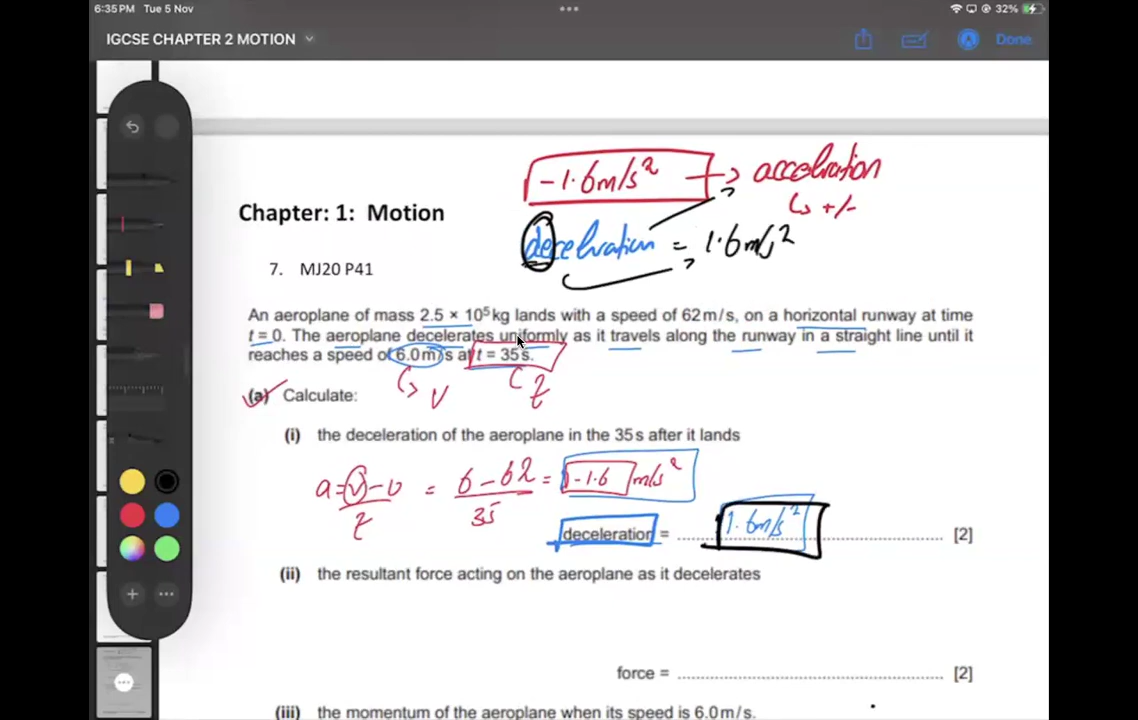 6:35 PM Tue 5 Nov
32%
IGCSE CHAPTER 2 MOTION
Done
-1.6m/s² → accelration
↳ +/-
decelration = 1.6m/s²
Chapter: 1: Motion
7. MJ20 P41
An aeroplane of mass 2.5 × 10⁵ kg lands with a speed of 62 m/s, on a horizontal runway at time
t = 0. The aeroplane decelerates uniformly as it travels along the runway in a straight line until it
reaches a speed of 6.0 m/s at t = 35 s.
v
t
(a) Calculate:
(i) the deceleration of the aeroplane in the 35 s after it lands
a = v-u/t = 6-62/35 = -1.6 m/s²
deceleration = 1.6m/s² [2]
(ii) the resultant force acting on the aeroplane as it decelerates
force = ........................................ [2]
(iii) the momentum of the aeroplane when its speed is 6.0 m/s.